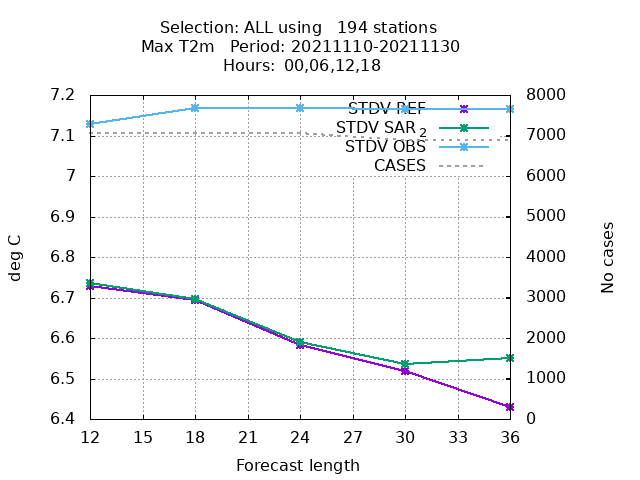 Selection: ALL using 194 stations
Max T2m Period: 20211110-20211130
Hours: 00,06,12,18
7.2
7.1
7
6.9
6.8
6.7
6.6
6.5
6.4
deg C
STDV REF
STDV SAR 2
STDV OBS
CASES
8000
7000
6000
5000
4000
3000
2000
1000
0
No cases
12 15 18 21 24 27 30 33 36
Forecast length